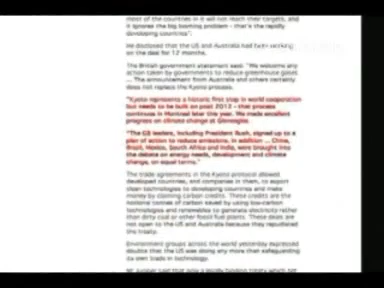 most of the countries in it will not reach their targets, and
it ignores the big looming problem - that's the rapidly
developing countries".
He disclosed that the US and Australia had been working
on the deal for 12 months.
The British government statement said: "We welcome any
action taken by governments to reduce greenhouse gases
... The announcement from Australia and others certainly
does not replace the Kyoto process.
"Kyoto represents a historic first step in world cooperation
but needs to be built on post 2012 - that process
continues in Montreal later this year. We made excellent
progress on climate change at Gleneagles.
"The G8 leaders, including President Bush, signed up to a
plan of action to reduce emissions, in addition ... China,
Brazil, Mexico, South Africa and India, were brought into
the debate on energy needs, development and climate
change, on equal terms."
The trade agreements in the Kyoto protocol allowed
developed countries, and companies in them, to export
clean technologies to developing countries and make
money by claiming carbon credits. These credits are the
notional tonnes of carbon saved by using low-carbon
technologies and renewables to generate electricity rather
than dirty coal or other fossil fuel plants. These deals are
not open to the US and Australia because they repudiated
the treaty.
Environment groups across the world yesterday expressed
doubts that the US was doing any more than safeguarding
its own trade in technology.